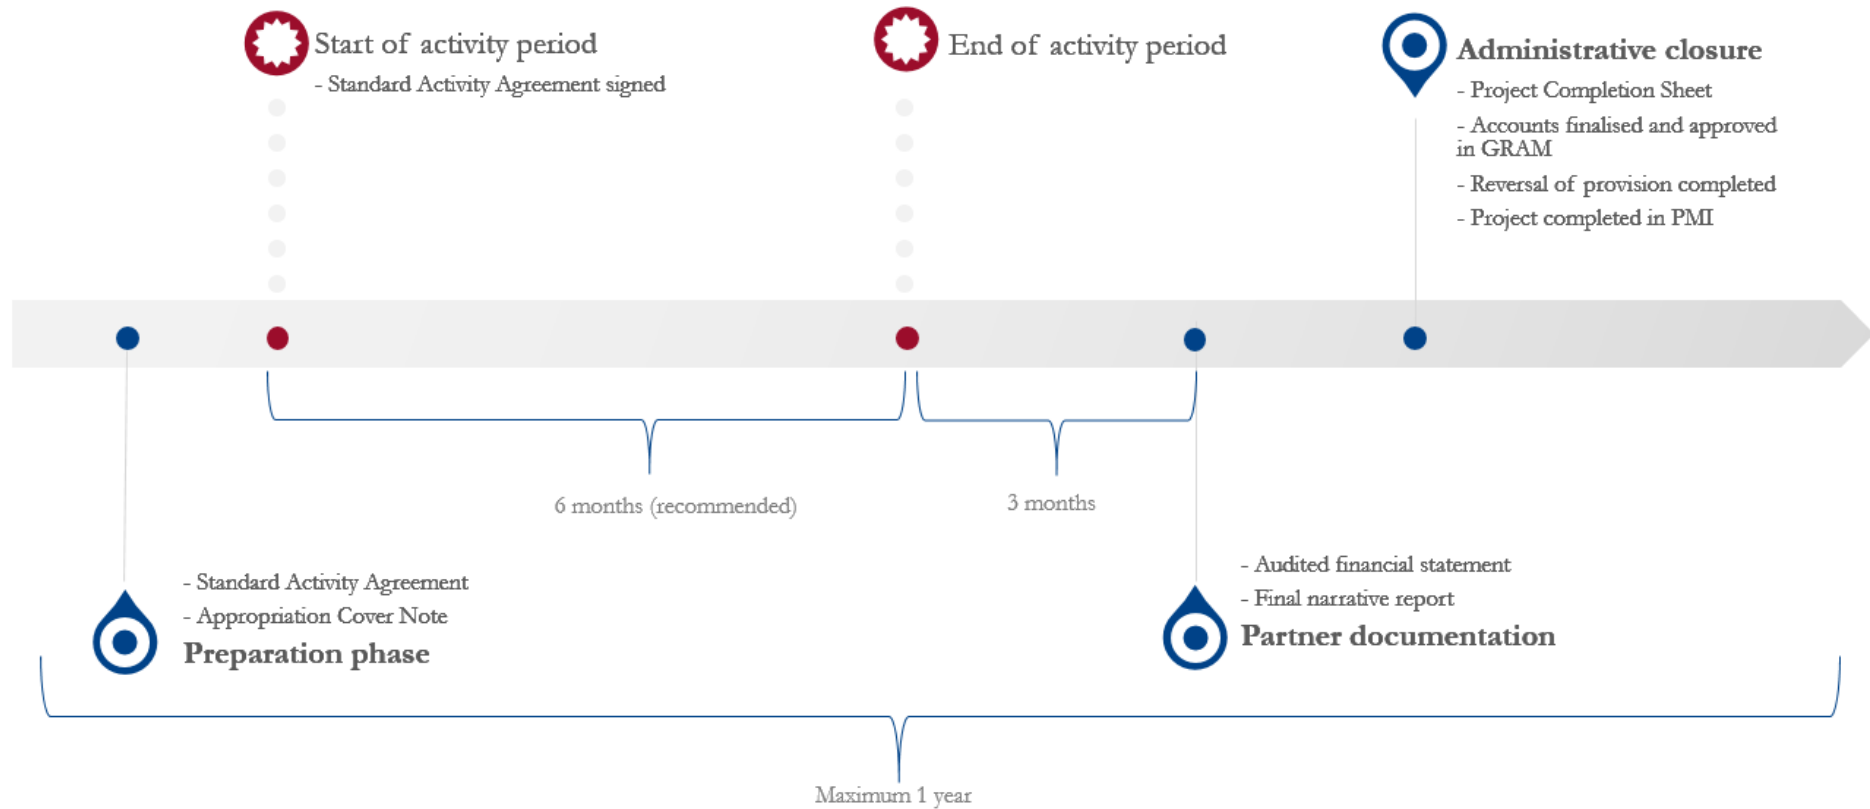 Start of activity period
- Standard Activity Agreement signed
End of activity period
Administrative closure
- Project Completion Sheet
- Accounts finalised and approved
in GRAM
- Reversal of provision completed
- Project completed in PMI
6 months (recommended)
3 months
- Standard Activity Agreement
- Appropriation Cover Note
Preparation phase
- Audited financial statement
- Final narrative report
Partner documentation
Maximum 1 year